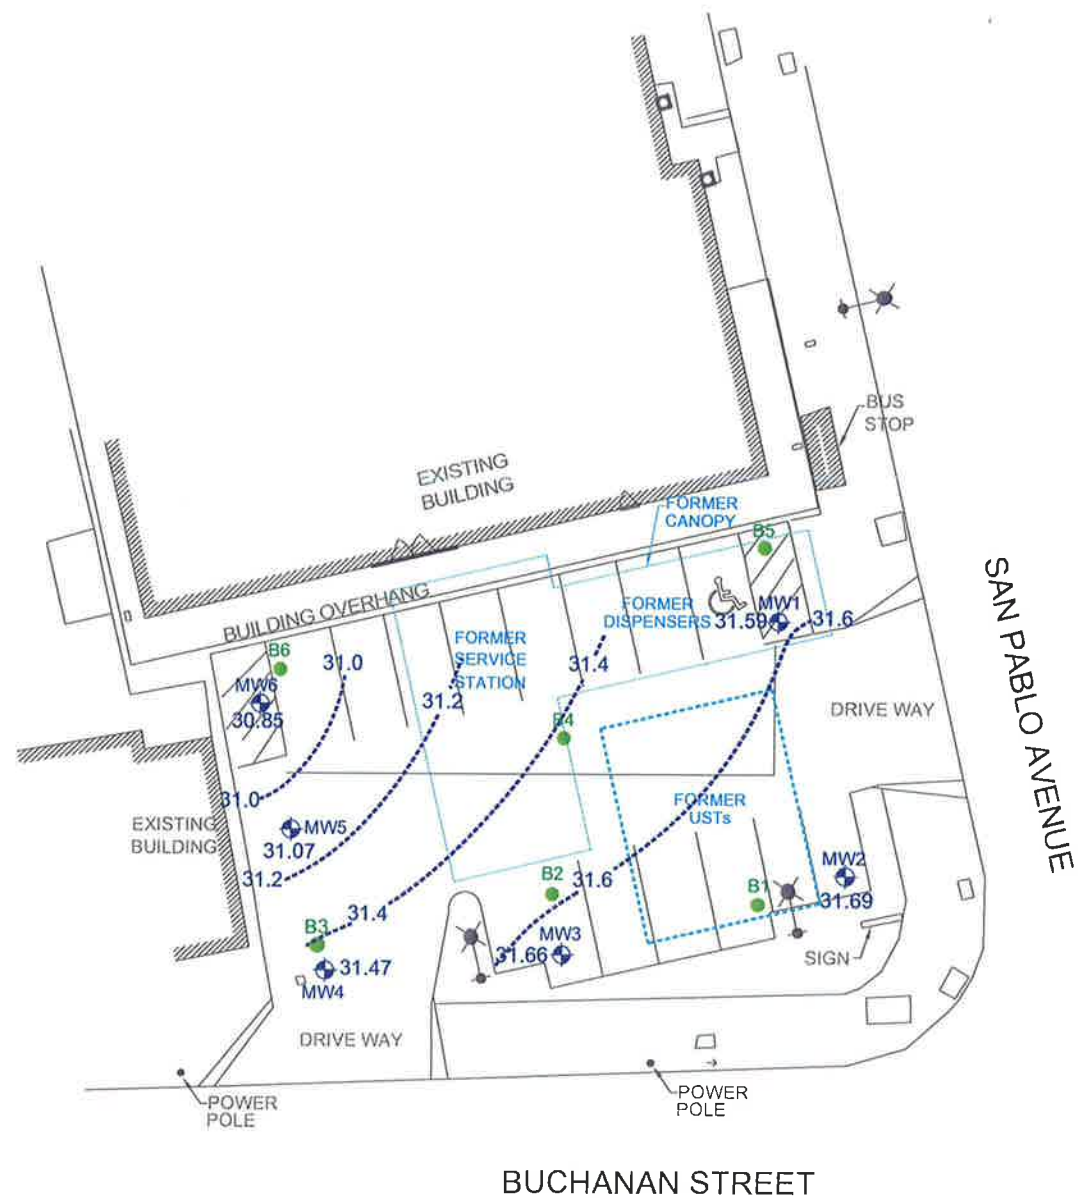 BUS
STOP
EXISTING
BUILDING
FORMER
CANOPY
B5
SAN PABLO AVENUE
BUILDING OVERHANG
FORMER
DISPENSERS
MW1
31.59
31.6
FORMER
SERVICE
STATION
B6
31.0
31.4
MW6
30.85
31.2
B4
DRIVE WAY
31.0
FORMER
USTs
EXISTING
BUILDING
MW5
31.07
31.2
MW2
31.69
B2
31.6
B1
31.4
B3
MW3
31.66
SIGN
31.47
MW4
DRIVE WAY
POWER
POLE
POWER
POLE
BUCHANAN STREET